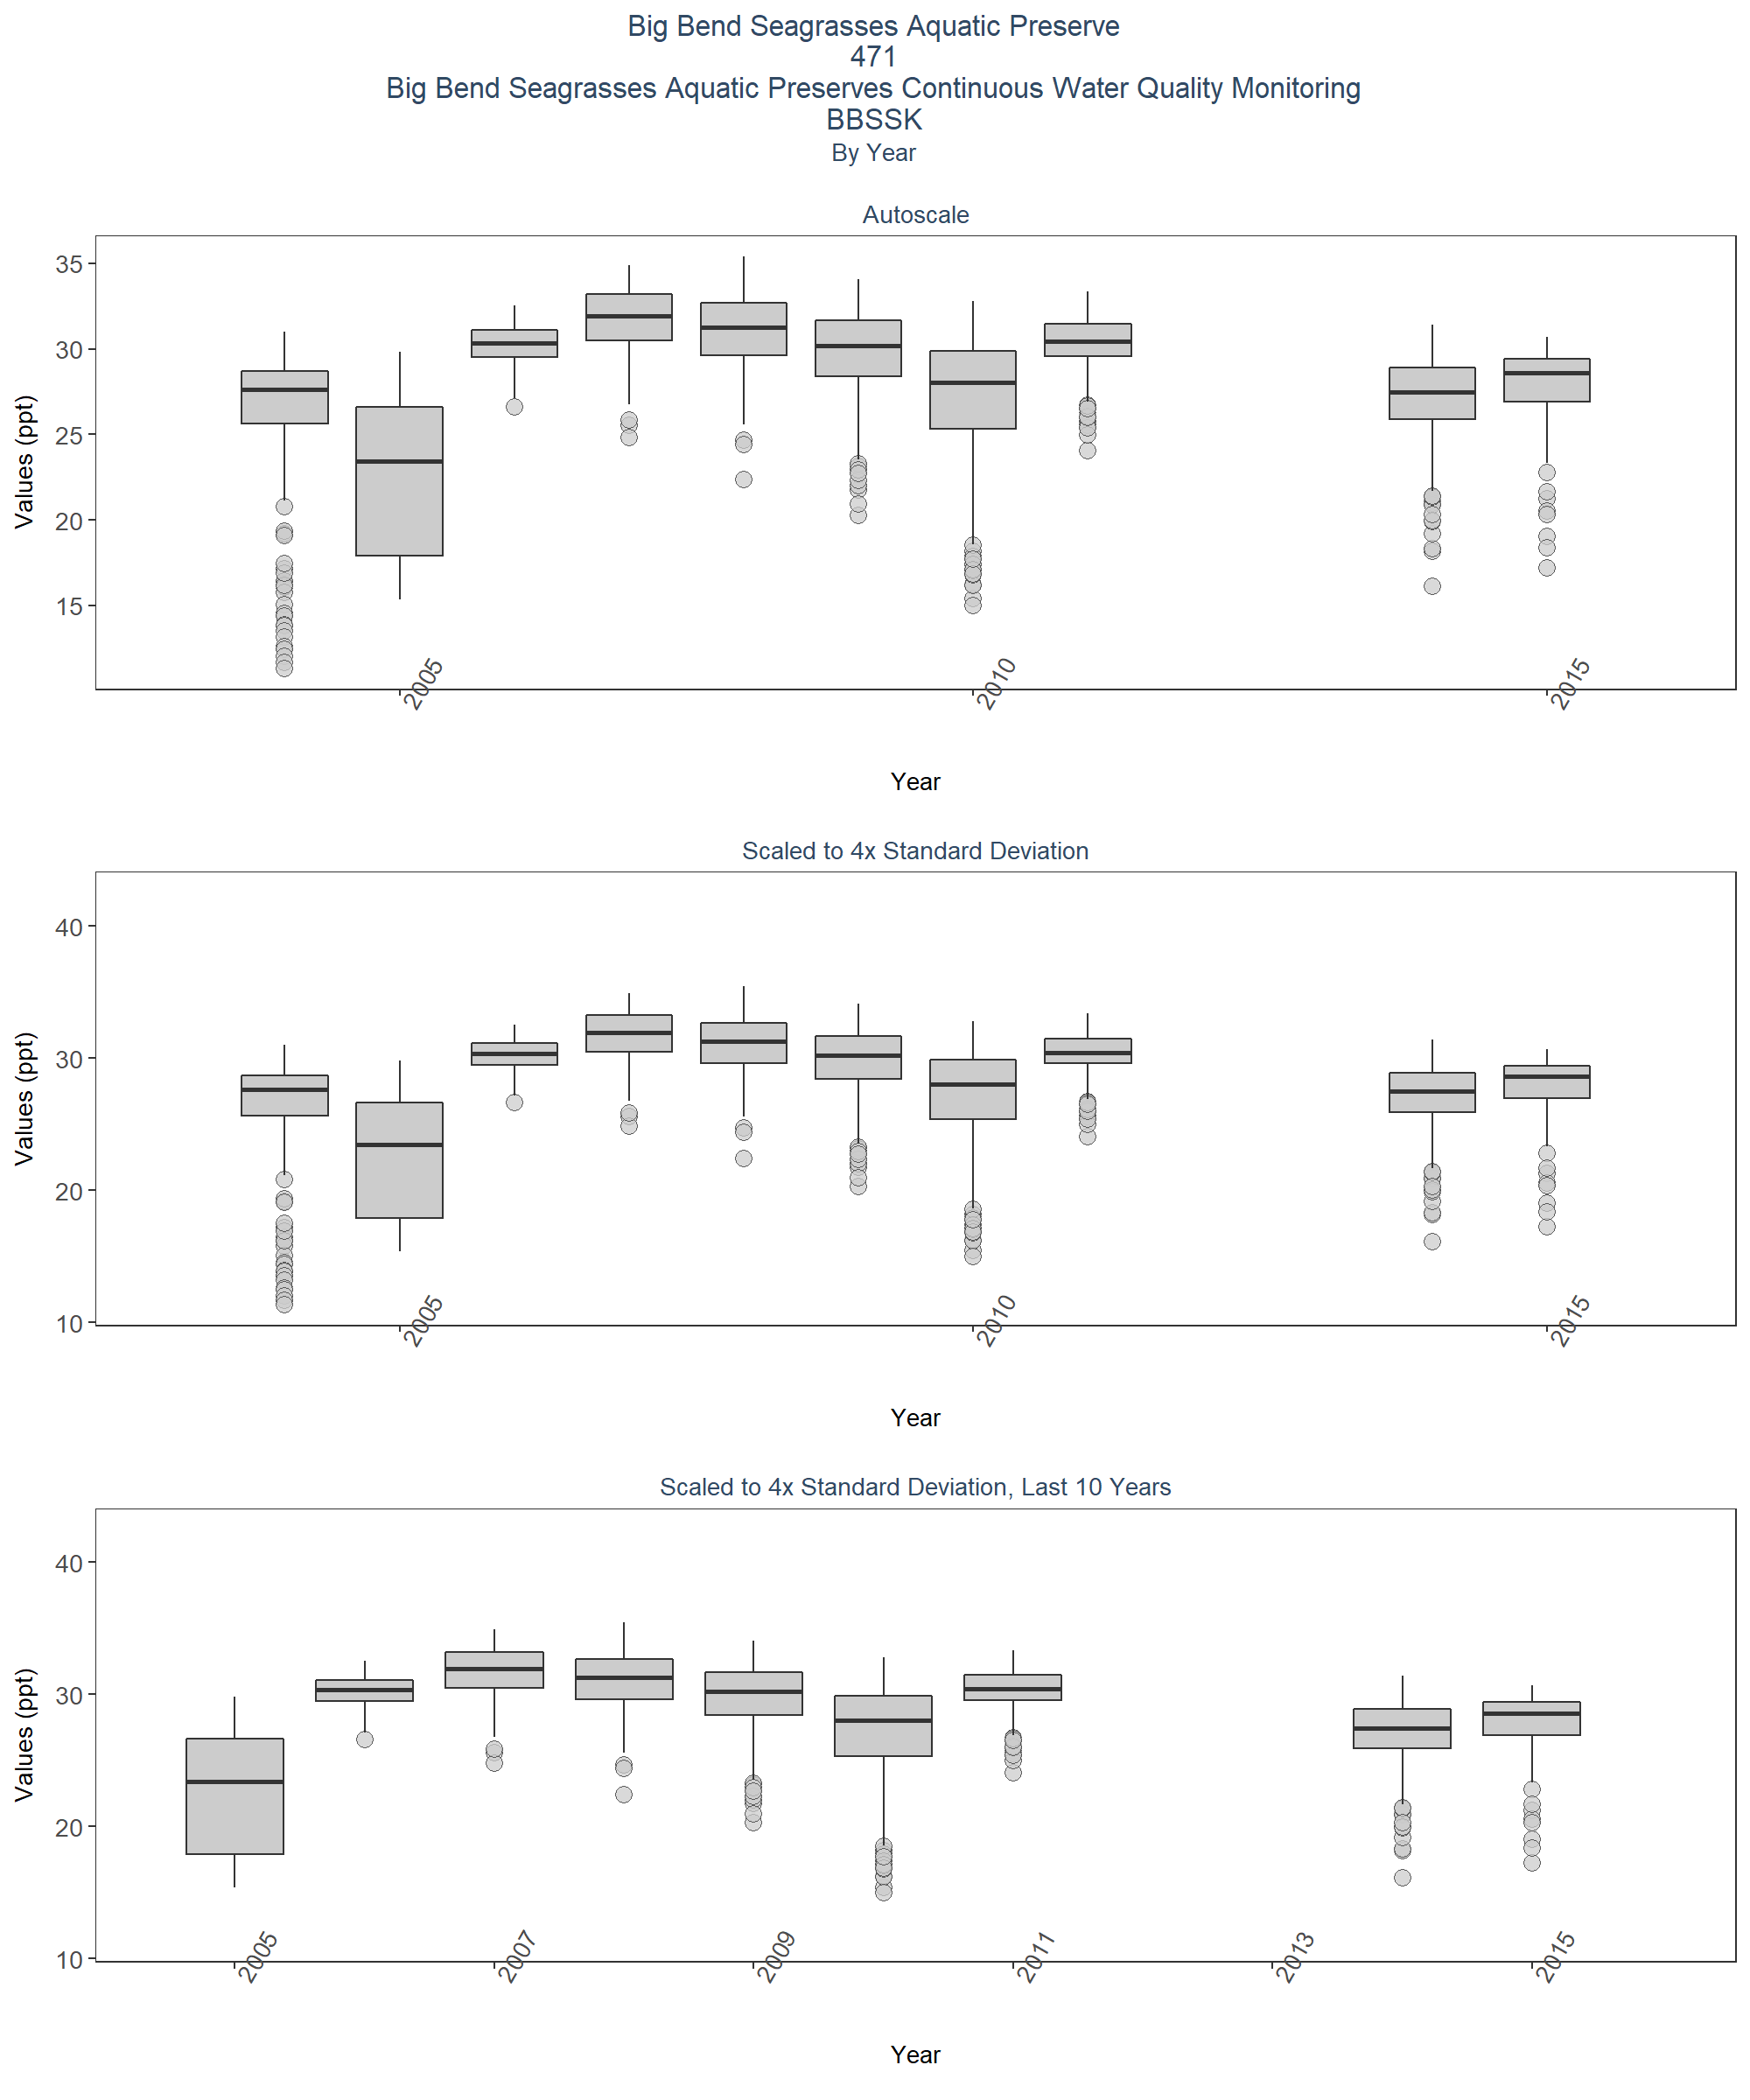 Big Bend Seagrasses Aquatic Preserve
471
Big Bend Seagrasses Aquatic Preserves Continuous Water Quality Monitoring
BBSSK
By Year
Autoscale
Values (ppt)
35
30
25
20
15
2005
2010
2015
Year
Scaled to 4x Standard Deviation
Values (ppt)
40
30
20
10
2005
2010
2015
Year
Scaled to 4x Standard Deviation, Last 10 Years
Values (ppt)
40
30
20
10
2005
2007
2009
2011
2013
2015
Year